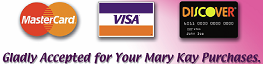 MasterCard VISA DISCOVER
Gladly Accepted for Your Mary Kay Purchases.